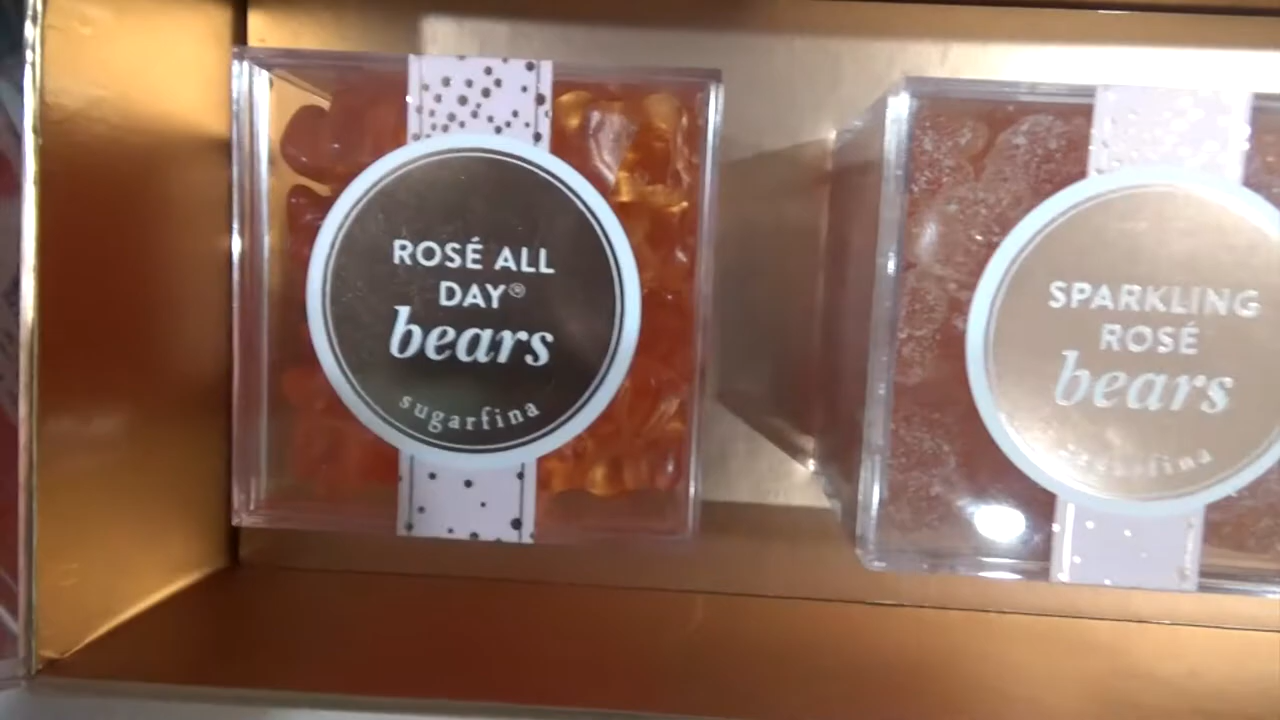 ROSÉ ALL
DAY®
bears
sugarfina
SPARKLING
ROSÉ
bears